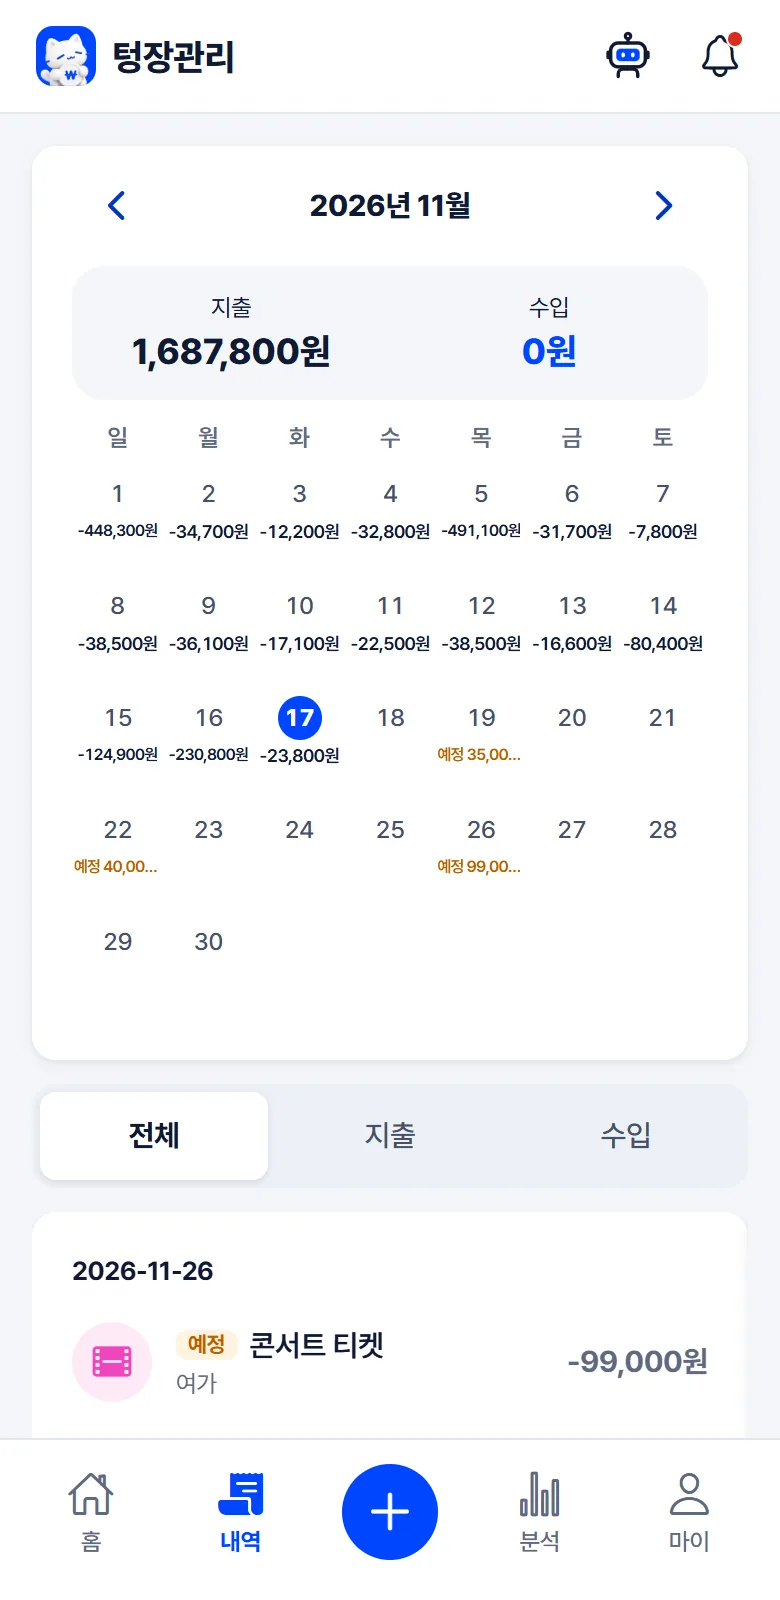 텅장관리
2026년 11월
지출 수입
1,687,800원 0원
일 월 화 수 목 금 토
1 2 3 4 5 6 7
-448,300원 -34,700원 -12,200원 -32,800원 -491,100원 -31,700원 -7,800원
8 9 10 11 12 13 14
-38,500원 -36,100원 -17,100원 -22,500원 -38,500원 -16,600원 -80,400원
15 16 17 18 19 20 21
-124,900원 -230,800원 -23,800원 예정 35,00...
22 23 24 25 26 27 28
예정 40,00... 예정 99,00...
29 30
전체 지출 수입
2026-11-26
예정 콘서트 티켓
-99,000원
여가
홈 내역 분석 마이